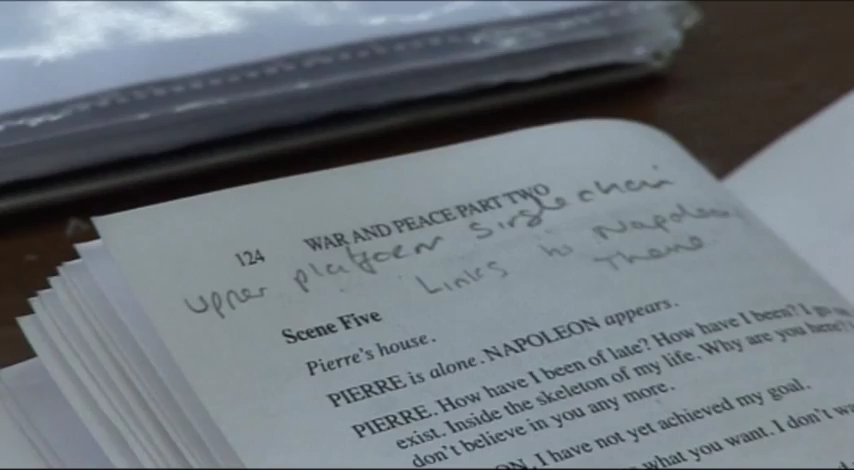 124 WAR AND PEACE PART TWO
upper platform single chair
Links to Napoleon
Theme
Scene Five
Pierre's house.
PIERRE is alone. NAPOLEON appears.
PIERRE. How have I been of late? How have I been? I go on
exist. Inside the skeleton of my life. Why are you here?
don't believe in you any more.
ON. I have not yet achieved my goal.
what you want. I don't wa